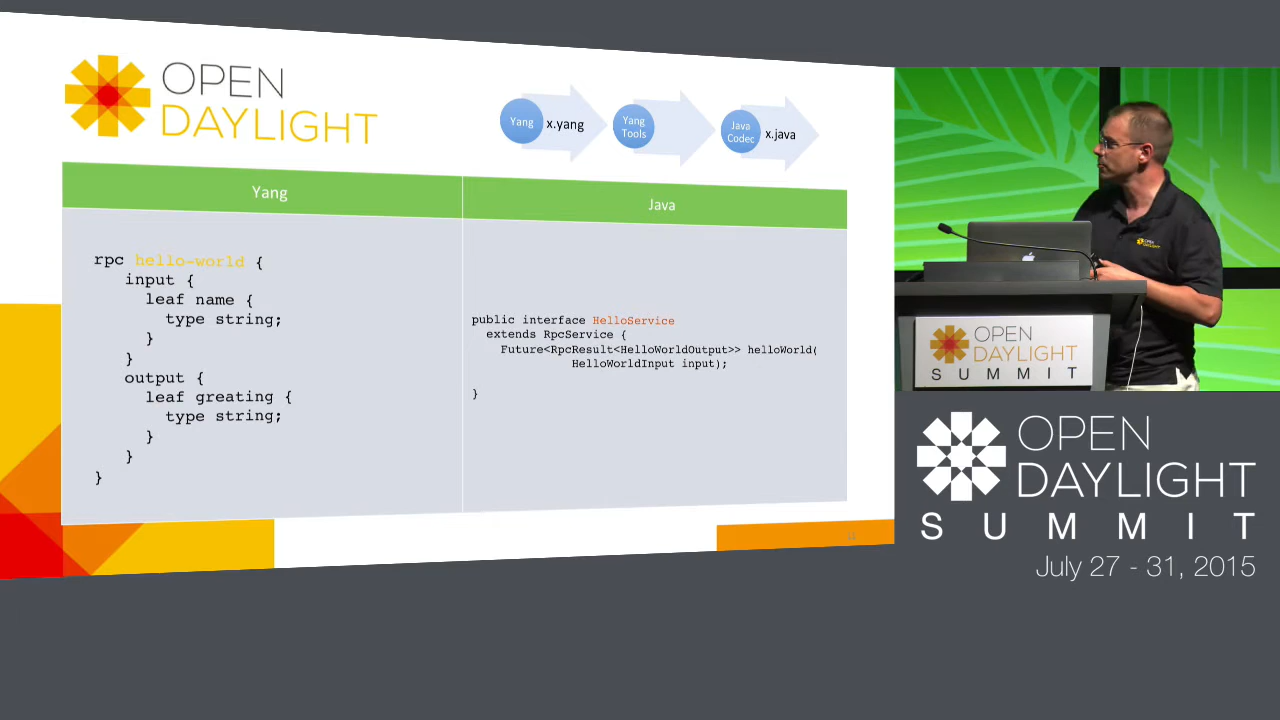 OPEN
DAYLIGHT
Yang x.yang Yang Tools Java Codec x.java
Yang
Java
rpc hello-world {
input {
leaf name {
type string;
}
}
output {
leaf greating {
type string;
}
}
}
public interface HelloService
extends RpcService {
Future<RpcResult<HelloWorldOutput>> helloWorld(
HelloWorldInput input);
}
OPEN
DAYLIGHT
OPEN
DAYLIGHT
SUMMIT
OPEN
DAYLIGHT
SUMMIT
July 27 - 31, 2015